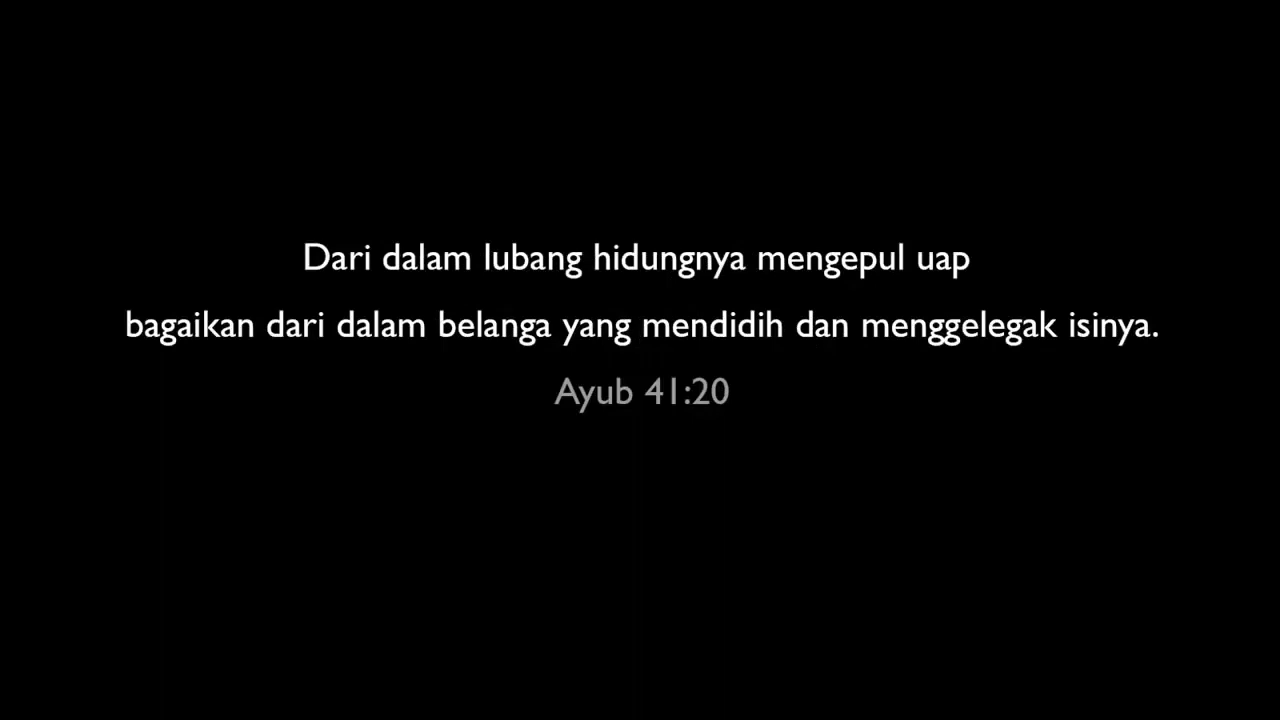 Dari dalam lubang hidungnya mengepul uap
bagaikan dari dalam belanga yang mendidih dan menggelegak isinya.
Ayub 41:20